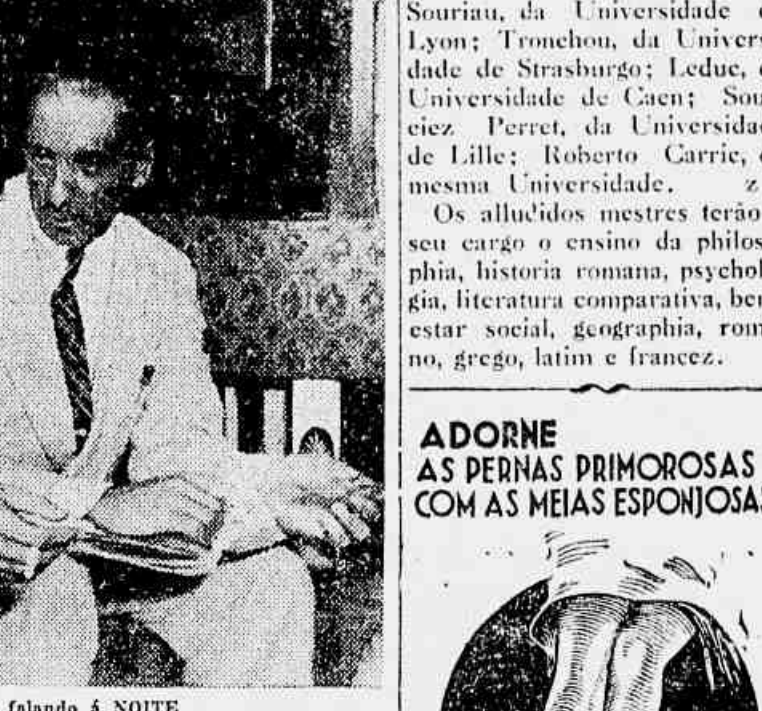 Souriau, da Universidade
Lyon; Tronchou, da Univers
dade de Strasburgo; Leduc,
Universidade de Caen; Sou
ciez Perret, da Universida
de Lille; Roberto Carrie,
mesma Universidade. z
Os alludidos mestres terão
seu cargo o ensino da philos
phia, historia romana, psychol
gia, literatura comparativa, be
estar social, geographia, rom
no, grego, latim e francez.
ADORNE
AS PERNAS PRIMOROSAS
COM AS MEIAS ESPONJOSAS
falando á NOITE